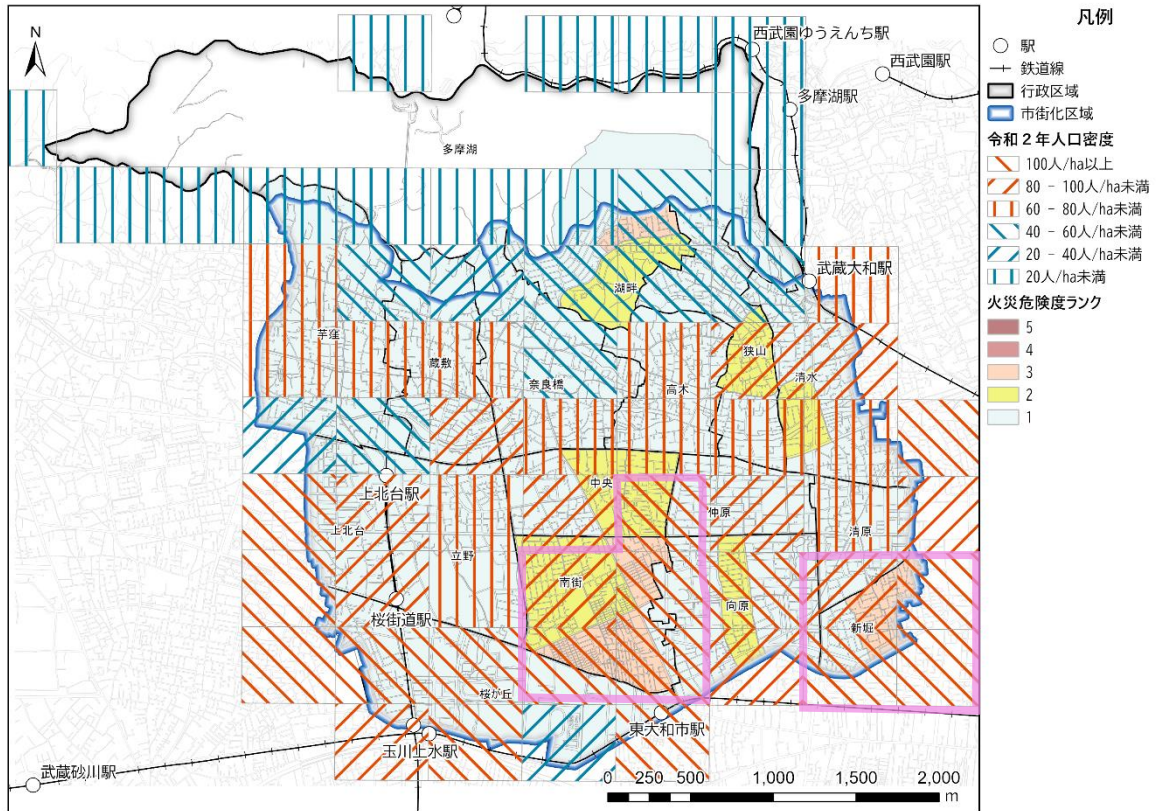 N
西武園ゆうえんち駅
西武園駅
多摩湖駅
多摩湖
武蔵大和駅
湖畔
芋窪
蔵敷
奈良橋
高木
狭山
清水
上北台駅
上北台
中央
仲原
清原
立野
南街
向原
新堀
桜街道駅
桜が丘
東大和市駅
玉川上水駅
武蔵砂川駅
0 250 500 1,000 1,500 2,000
m
凡例
駅
鉄道線
行政区域
市街化区域
令和2年人口密度
100人/ha以上
80 - 100人/ha未満
60 - 80人/ha未満
40 - 60人/ha未満
20 - 40人/ha未満
20人/ha未満
火災危険度ランク
5
4
3
2
1